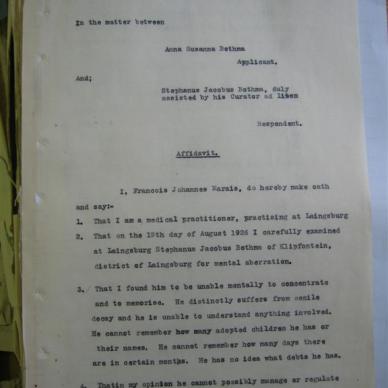 In the matter between
Anna Susanna Bothma
Applicant.
And;
Stephanus Jacobus Bothma, duly
assisted by his Curator ad litem
Respondent.
Affidavit.
I, Francois Johannes Marais, do hereby make oath
and say:-
1. That I am a medical practitioner, practising at Laingsburg
2. That on the 12th day of August 1926 I carefully examined
at Laingsburg Stephanus Jacobus Bothma of Klipfontein,
district of Laingsburg for mental aberration.
3. That I found him to be unable mentally to concentrate
and to memorise. He distinctly suffers from senile
decay and he is unable to understand anything involved.
He cannot remember how many adopted children he has or
their names. He cannot remember how many days there
are in certain months. He has no idea what debts he has.
4. Thatin my opinion he cannot possibly manage or regulate